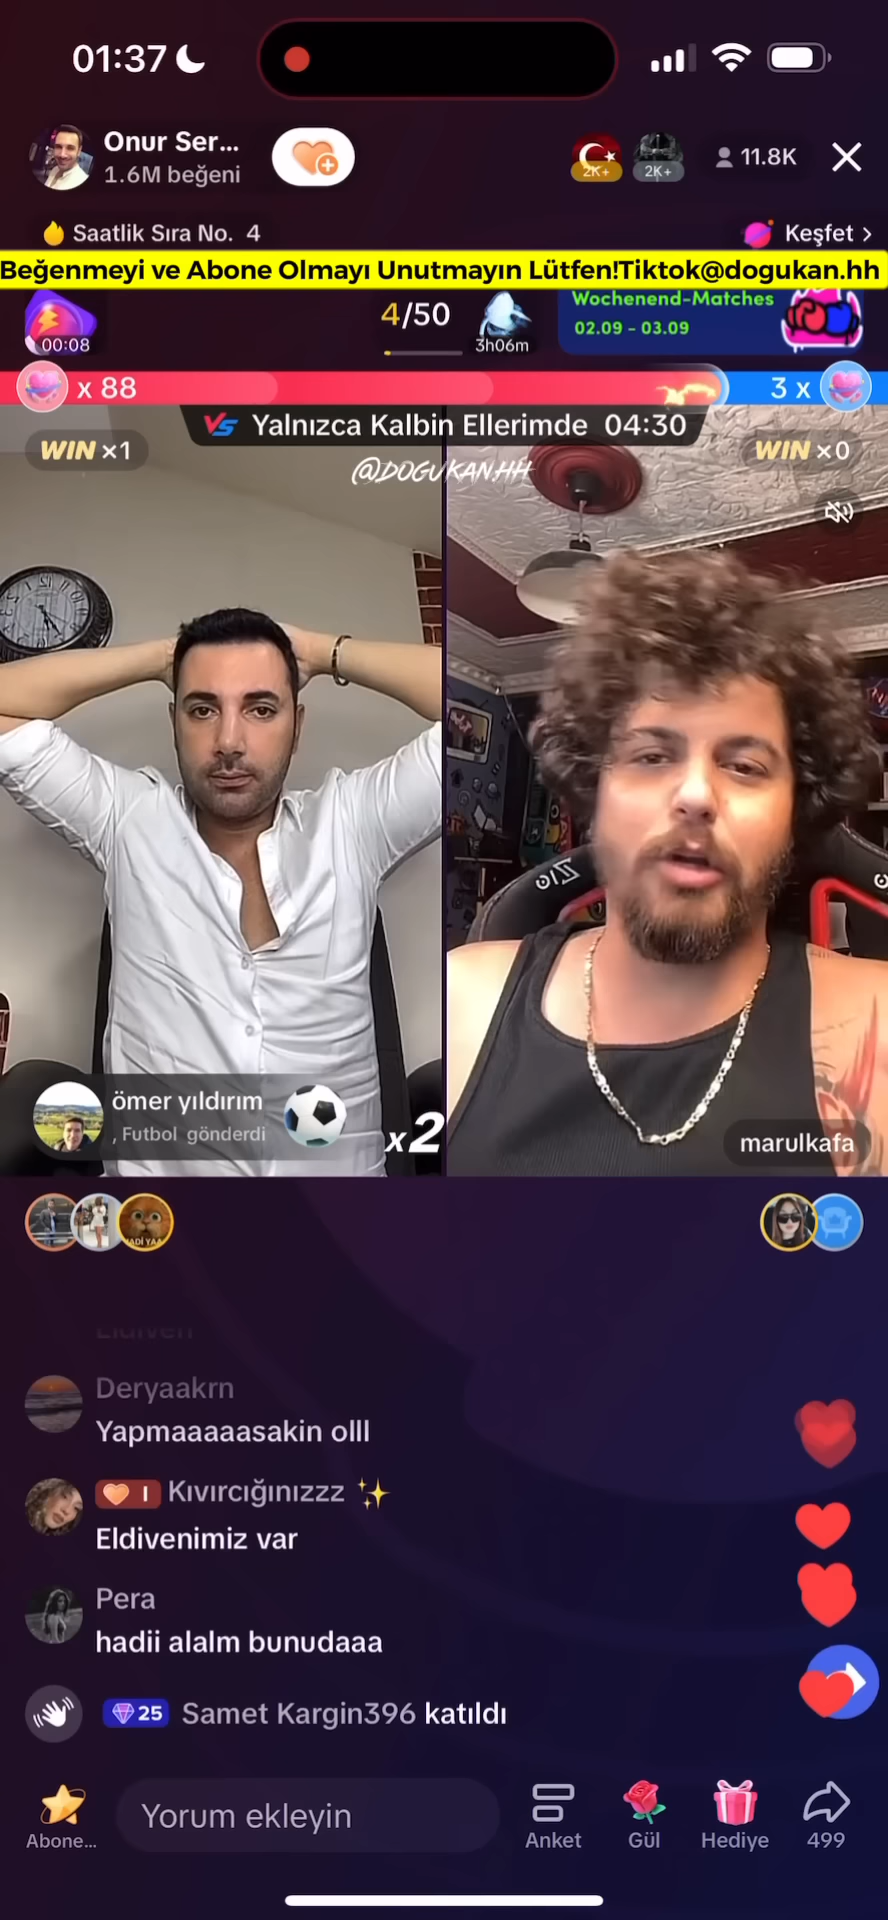 01:37
Onur Ser...
1.6M beğeni
2K+
2K+
11.8K
Saatlik Sıra No. 4
Keşfet >
Beğenmeyi ve Abone Olmayı Unutmayın Lütfen!Tiktok@dogukan.hh
00:08
4/50
3h06m
Wochenend-Matches
02.09 - 03.09
x 88
3 x
VS Yalnızca Kalbin Ellerimde 04:30
WIN x1
WIN x0
@DOGUKAN.HH
ömer yıldırım
, Futbol gönderdi
x2
marulkafa
Eldiven
Deryaakrn
Yapmaaaaasakin olll
I Kıvırcığınızzz ✨
Eldivenimiz var
Pera
hadii alalm bunudaaa
25 Samet Kargin396 katıldı
Abone...
Yorum ekleyin
Anket
Gül
Hediye
499